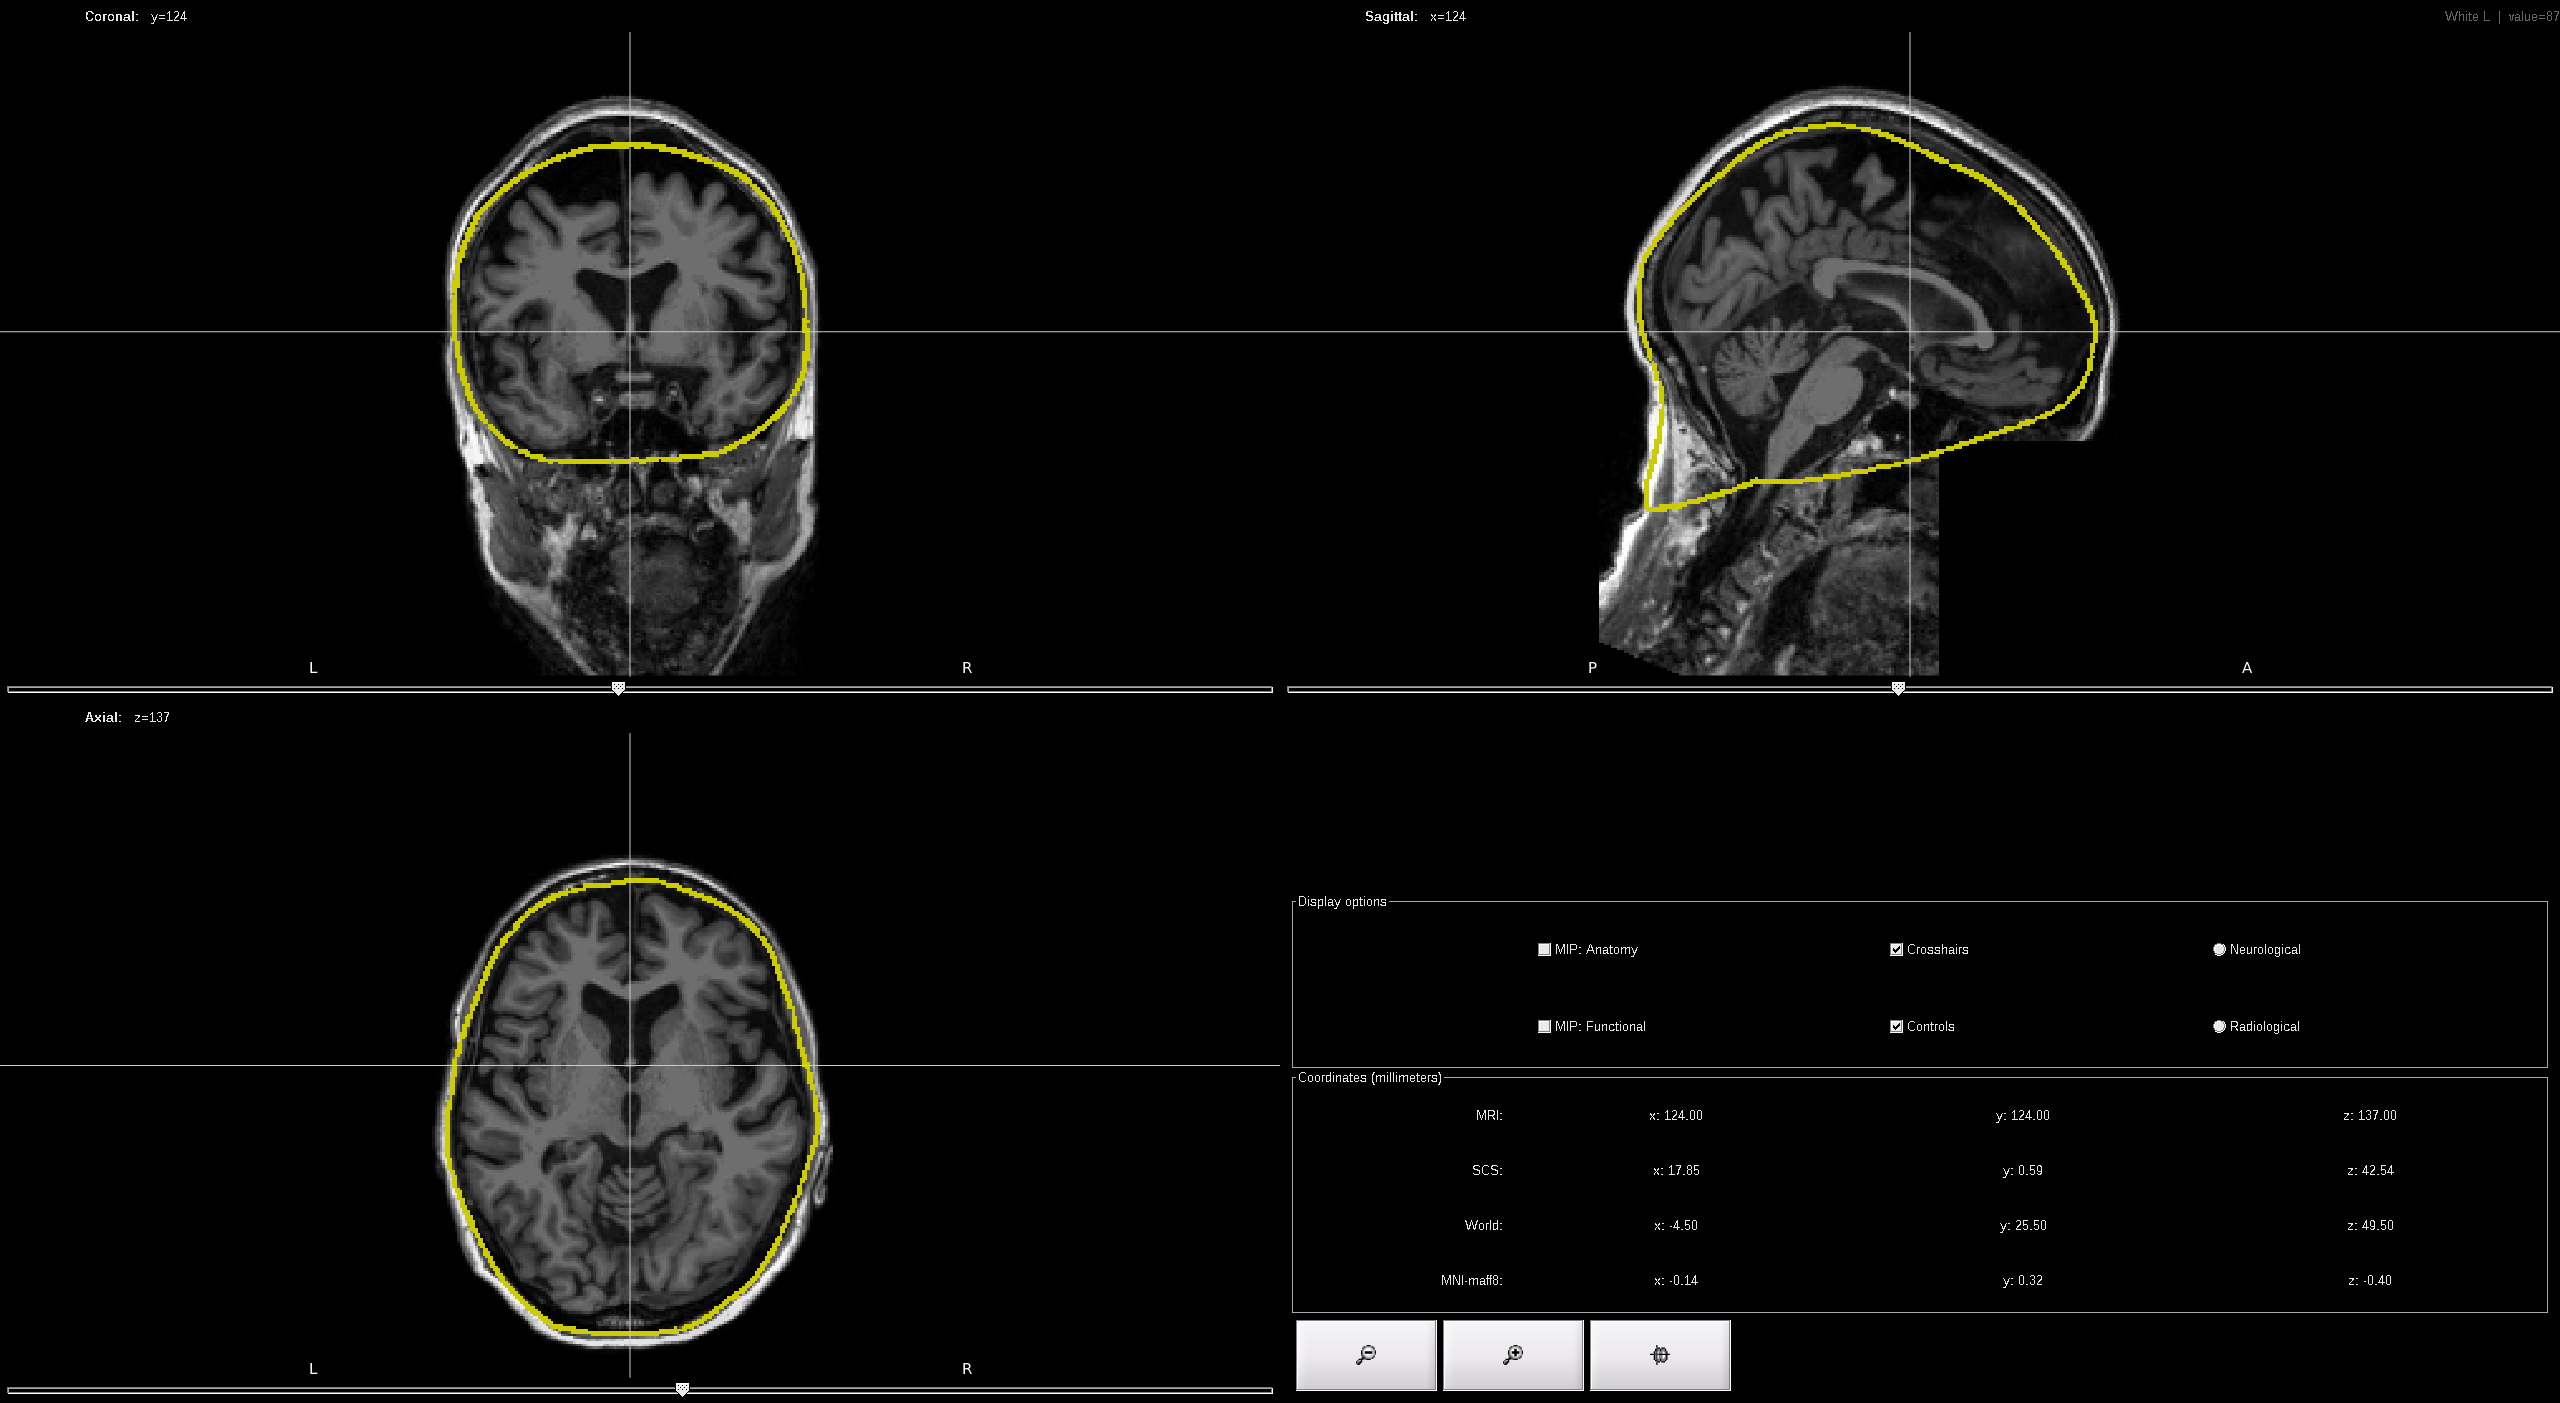 Coronal: y=124
Sagittal: x=124
White L | value=87
L R
P A
Axial: z=137
Display options
MIP: Anatomy
Crosshairs
Neurological
MIP: Functional
Controls
Radiological
Coordinates (millimeters)
MRI: x: 124.00 y: 124.00 z: 137.00
SCS: x: 17.85 y: 0.59 z: 42.54
World: x: -4.50 y: 25.50 z: 49.50
MNI-maff8: x: -0.14 y: 0.32 z: -0.40
L R